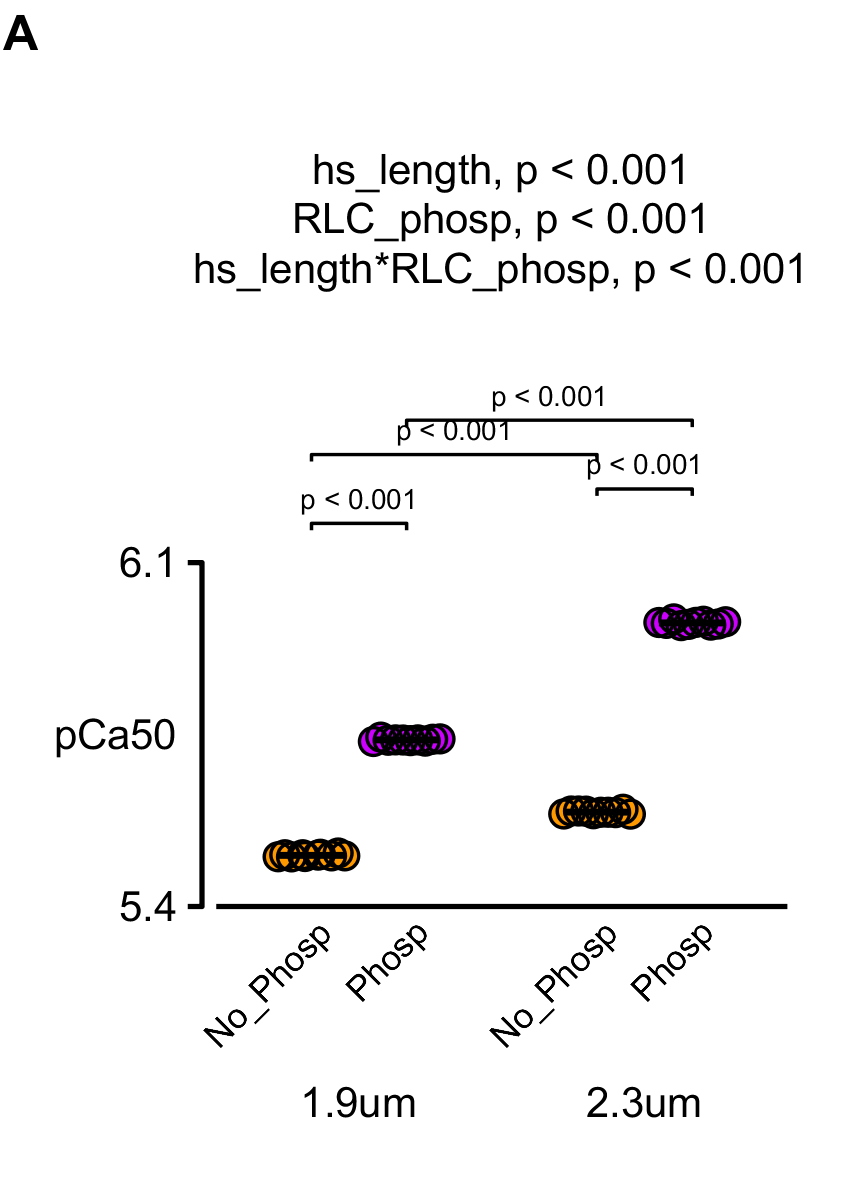 A
hs_length, p < 0.001
RLC_phosp, p < 0.001
hs_length*RLC_phosp, p < 0.001
p < 0.001
p < 0.001
p < 0.001
p < 0.001
6.1
pCa50
5.4
No_Phosp
Phosp
No_Phosp
Phosp
1.9um
2.3um